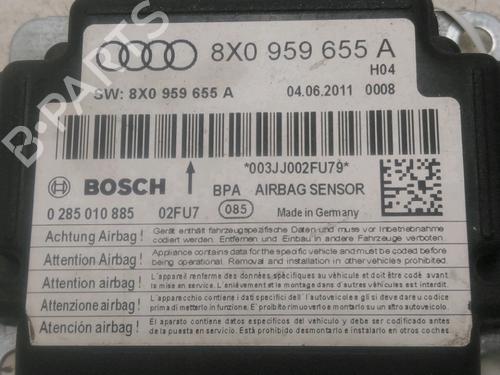 8X0 959 655 A
H04
SW: 8X0 959 655 A 04.06.2011 0008
*003JJ002FU79*
BOSCH BPA AIRBAG SENSOR
0 285 010 885 02FU7 085 Made in Germany
Achtung Airbag! Gerät enthält fahrzeugspezifische Daten und muss vor Inbetriebnahme
codiert werden. Entfernen und Einbau in andere Fahrzeuge verboten.
Attention Airbag! Appliance contains data for the specific vehicle and must be coded before
being operational. Removal and installation in other vehicles prohibited.
Attention Airbag! L'appareil renferme des données spécifiques au véhicule et doit être codé avant
la mise en service. L'enlèvement et le montage dans d'autres véhicules est interdit.
Attenzione airbag! L'apparecchio contiene dati specifici dell'autoveicolo e gli si deve dare un codice
prima di metterlo in funzione. E' proibito rimuoverlo e montarlo su altro autoveicolo.
Atención airbag! El aparato contiene datos específicos del vehículo y debe ser codificado antes
de la puesta en servicio. Está prohibido desmontarlo e instalarlo en otros coches
B-PARTS